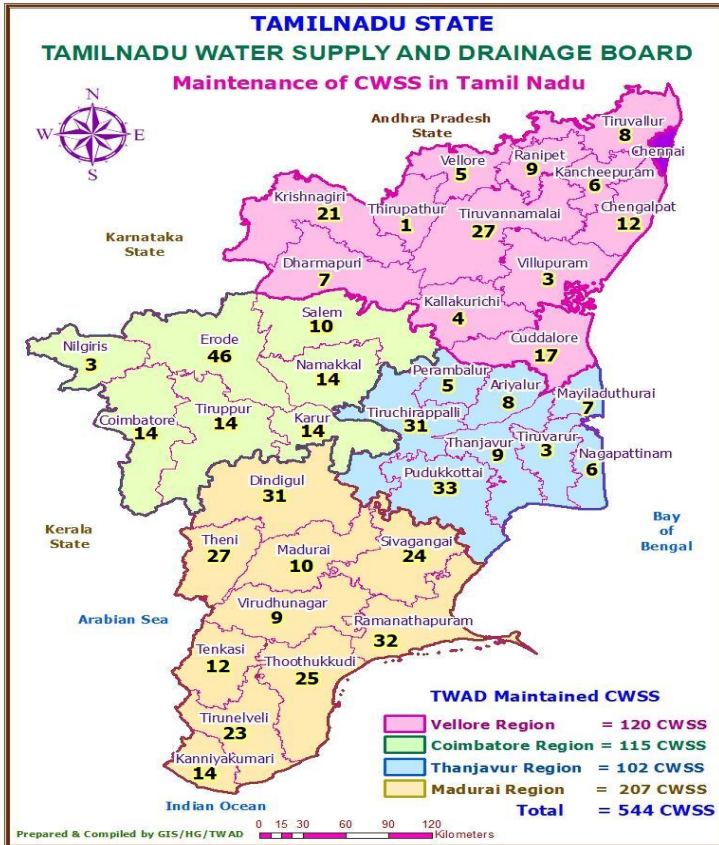 TAMILNADU STATE
TAMILNADU WATER SUPPLY AND DRAINAGE BOARD
Maintenance of CWSS in Tamil Nadu
N
W E
S
Andhra Pradesh
State
Karnataka
State
Kerala
State
Arabian Sea
Indian Ocean
Bay
of
Bengal
Tiruvallur
8
Chennai
Vellore
5
Ranipet
9
Kancheepuram
6
Krishnagiri
21
Thirupathur
1
Tiruvannamalai
27
Chengalpat
12
Dharmapuri
7
Villupuram
3
Kallakurichi
4
Cuddalore
17
Salem
10
Nilgiris
3
Erode
46
Namakkal
14
Coimbatore
14
Tiruppur
14
Karur
14
Perambalur
5
Ariyalur
8
Mayiladuthurai
7
Tiruchirappalli
31
Thanjavur
9
Tiruvarur
3
Nagapattinam
6
Pudukkottai
33
Dindigul
31
Theni
27
Madurai
10
Sivagangai
24
Virudhunagar
9
Ramanathapuram
32
Tenkasi
12
Thoothukkudi
25
Tirunelveli
23
Kanniyakumari
14
TWAD Maintained CWSS
Vellore Region = 120 CWSS
Coimbatore Region = 115 CWSS
Thanjavur Region = 102 CWSS
Madurai Region = 207 CWSS
Total = 544 CWSS
Prepared & Compiled by GIS/HG/TWAD
0 15 30 60 90 120
Kilometers